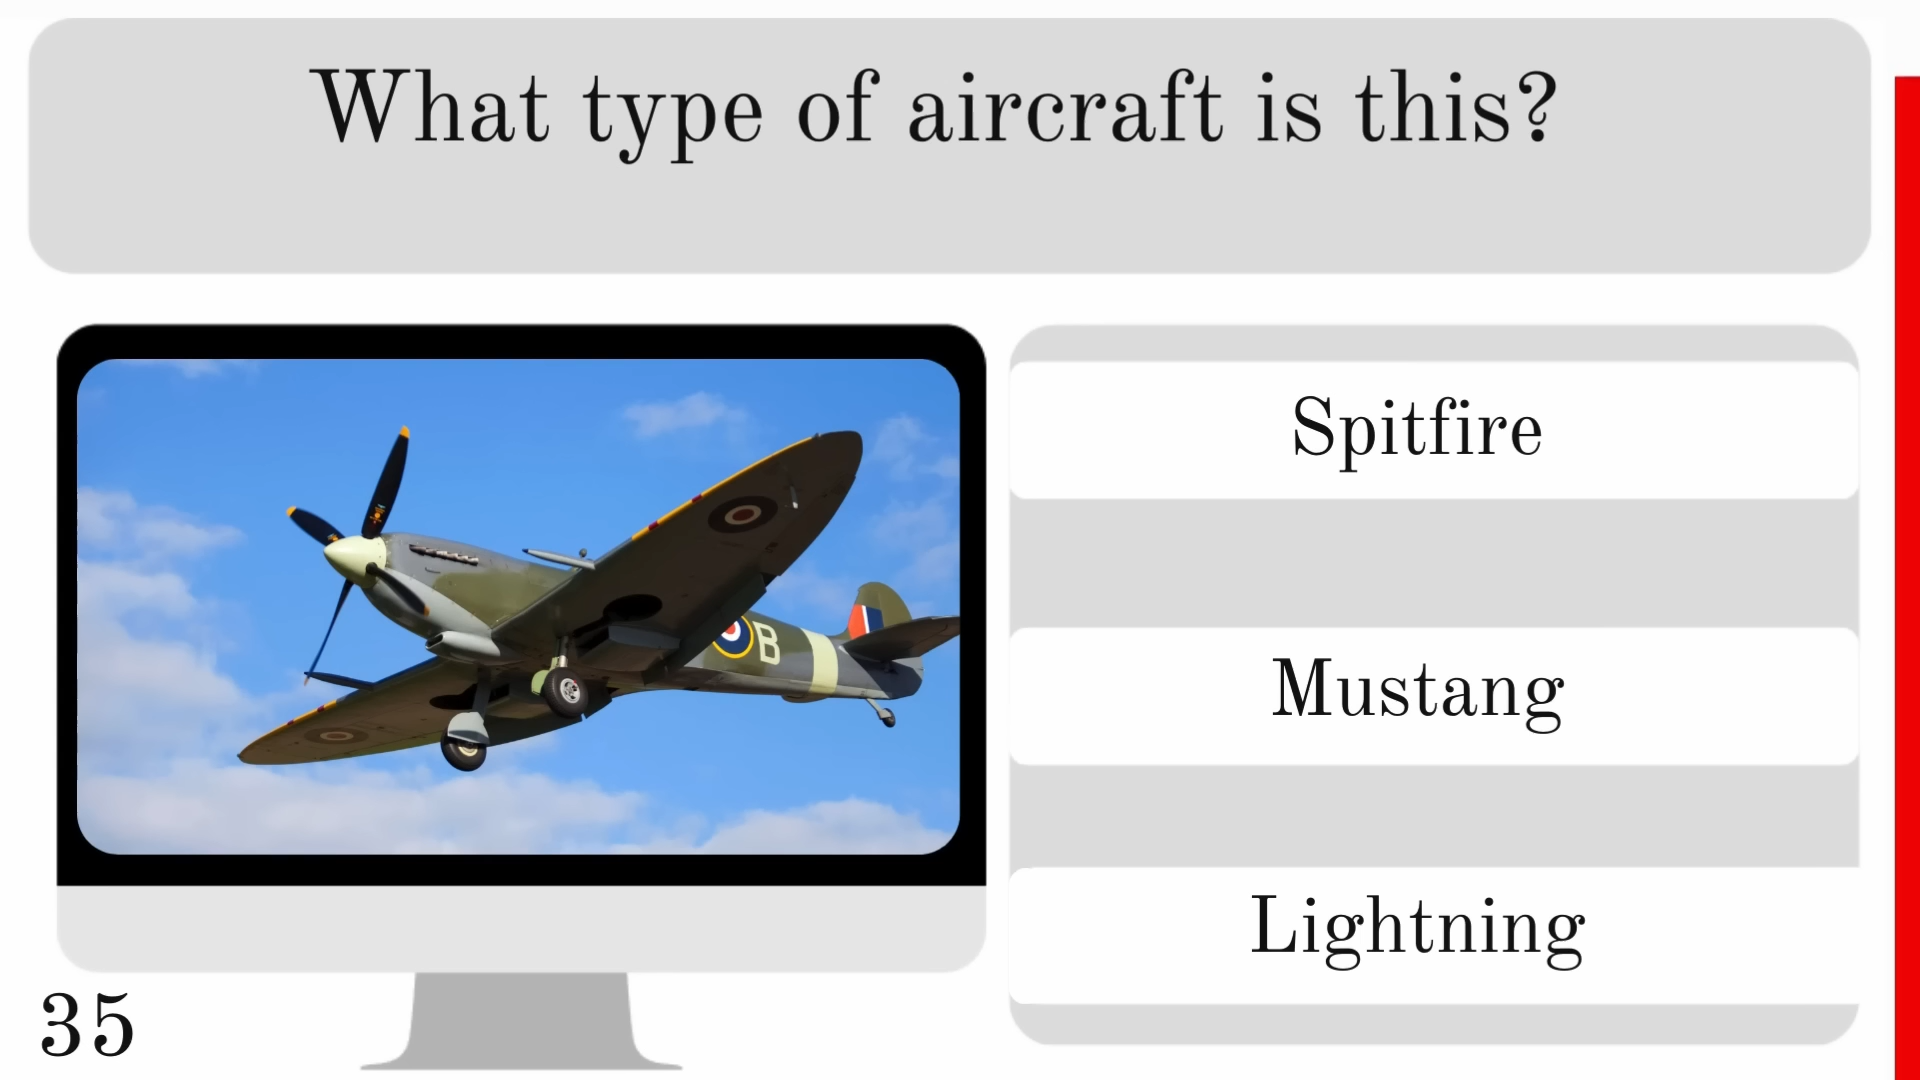 What type of aircraft is this?
Spitfire
B
Mustang
Lightning
35